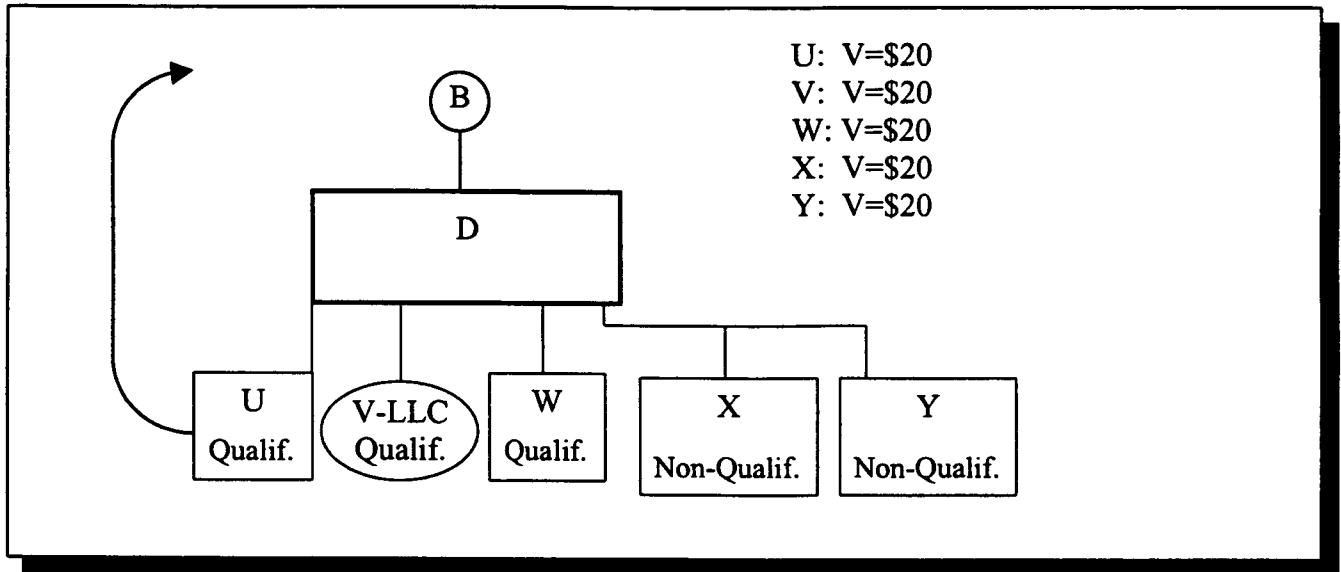 U: V=$20
V: V=$20
W: V=$20
X: V=$20
Y: V=$20
B
D
U
Qualif.
V-LLC
Qualif.
W
Qualif.
X
Non-Qualif.
Y
Non-Qualif.